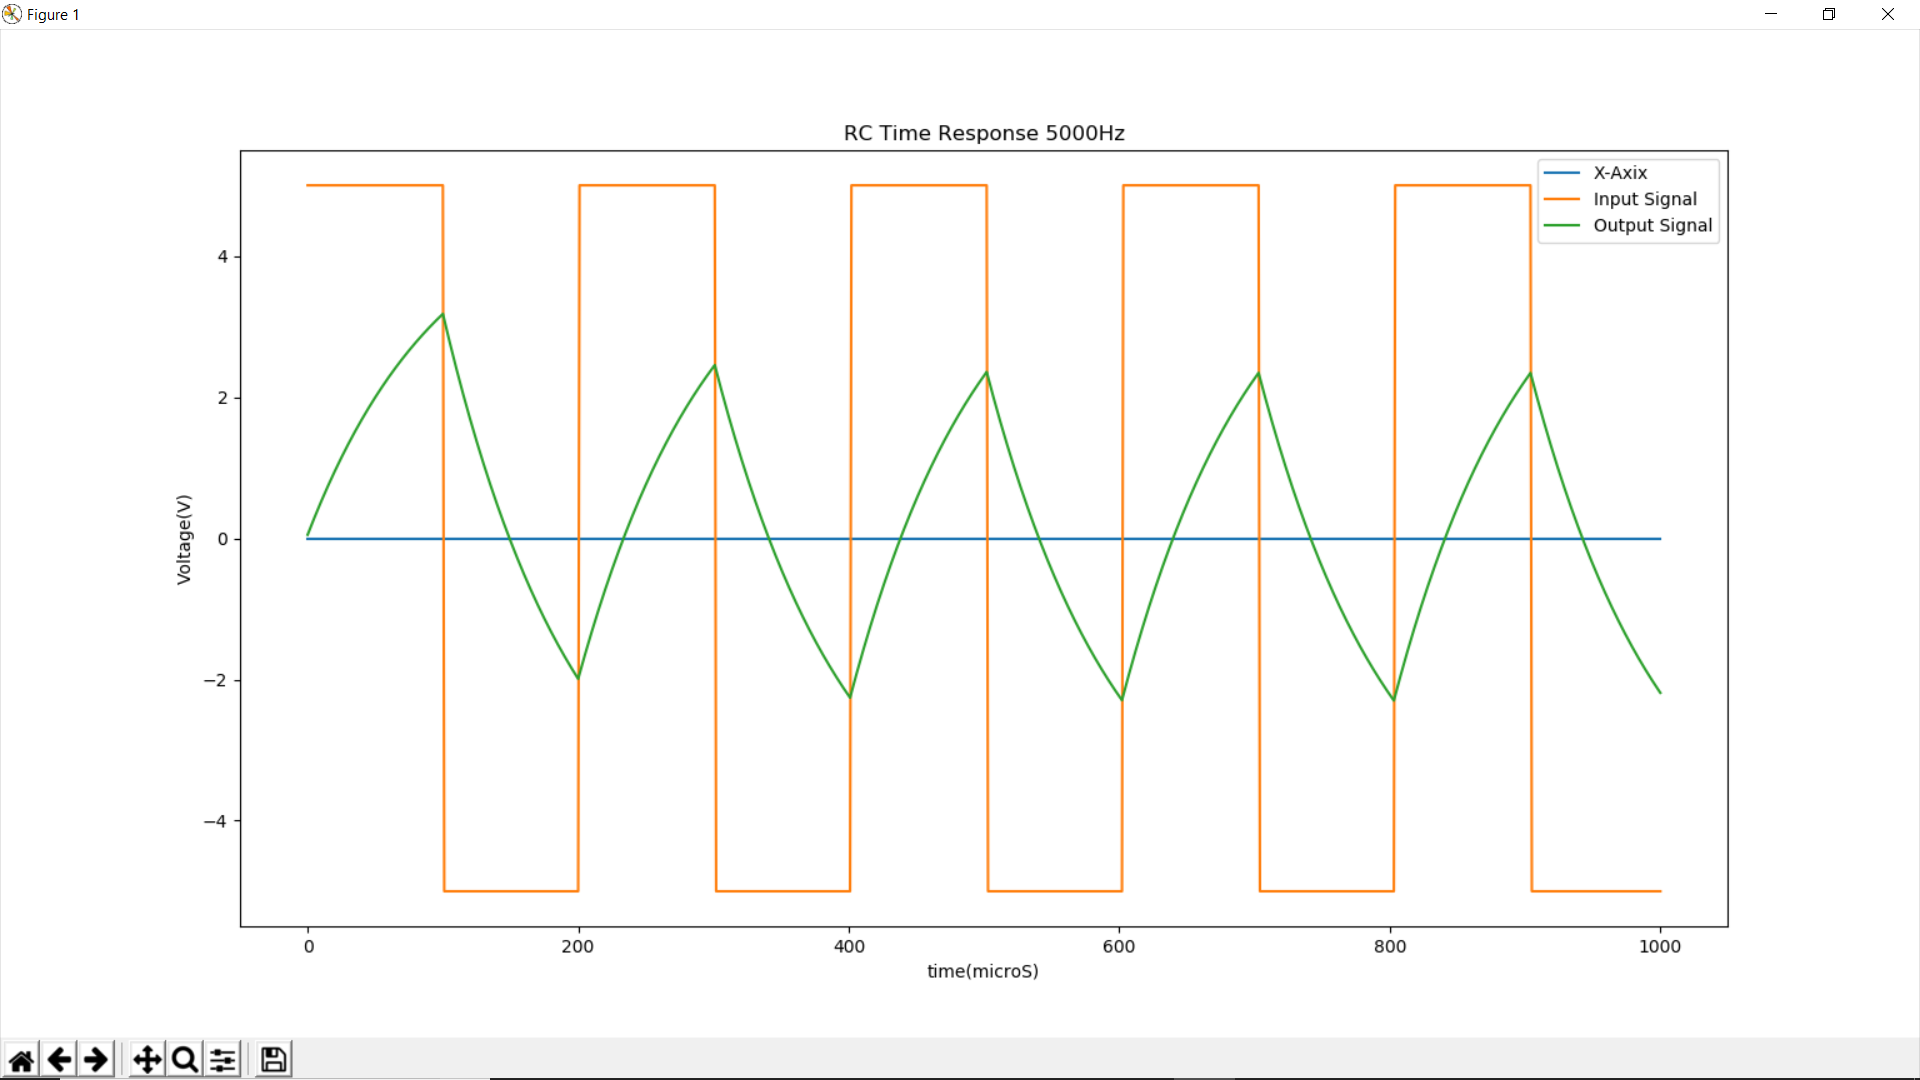 Figure 1
RC Time Response 5000Hz
X-Axix
Input Signal
Output Signal
4
2
0
−2
−4
Voltage(V)
0 200 400 600 800 1000
time(microS)